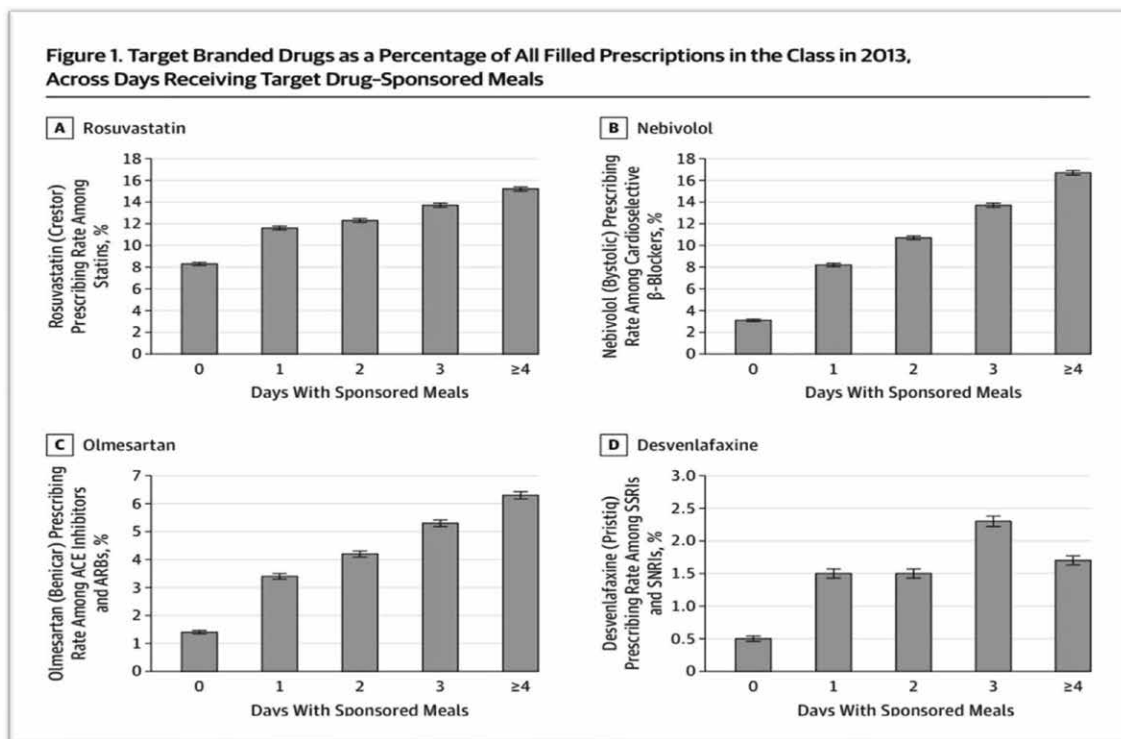 Figure 1. Target Branded Drugs as a Percentage of All Filled Prescriptions in the Class in 2013,
Across Days Receiving Target Drug–Sponsored Meals
A Rosuvastatin
Rosuvastatin (Crestor)
Prescribing Rate Among
Statins, %
18
16
14
12
10
8
6
4
2
0
0 1 2 3 ≥4
Days With Sponsored Meals
B Nebivolol
Nebivolol (Bystolic) Prescribing
Rate Among Cardioselective
β-Blockers, %
18
16
14
12
10
8
6
4
2
0
0 1 2 3 ≥4
Days With Sponsored Meals
C Olmesartan
Olmesartan (Benicar) Prescribing
Rate Among ACE Inhibitors
and ARBs, %
7
6
5
4
3
2
1
0
0 1 2 3 ≥4
Days With Sponsored Meals
D Desvenlafaxine
Desvenlafaxine (Pristiq)
Prescribing Rate Among SSRIs
and SNRIs, %
3.0
2.5
2.0
1.5
1.0
0.5
0
0 1 2 3 ≥4
Days With Sponsored Meals